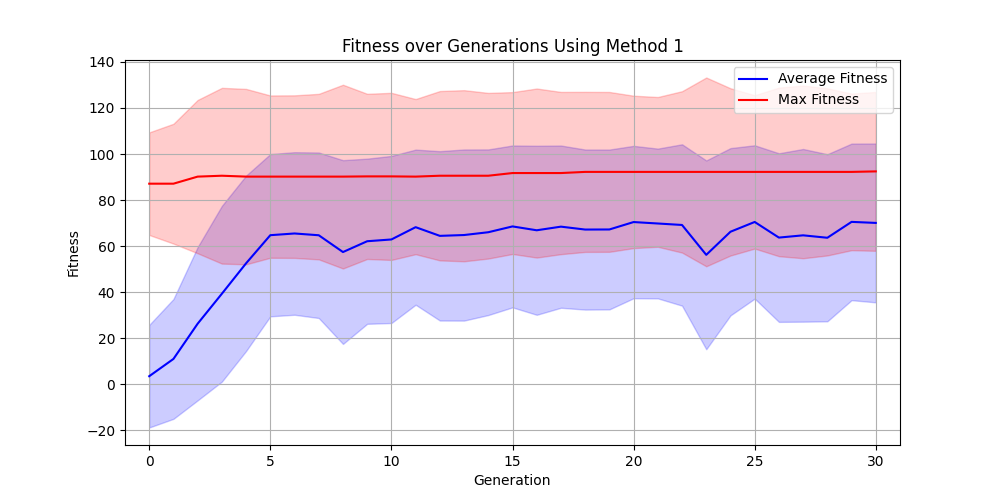 Fitness over Generations Using Method 1
Average Fitness
Max Fitness
140
120
100
80
60
40
20
0
−20
Fitness
0 5 10 15 20 25 30
Generation